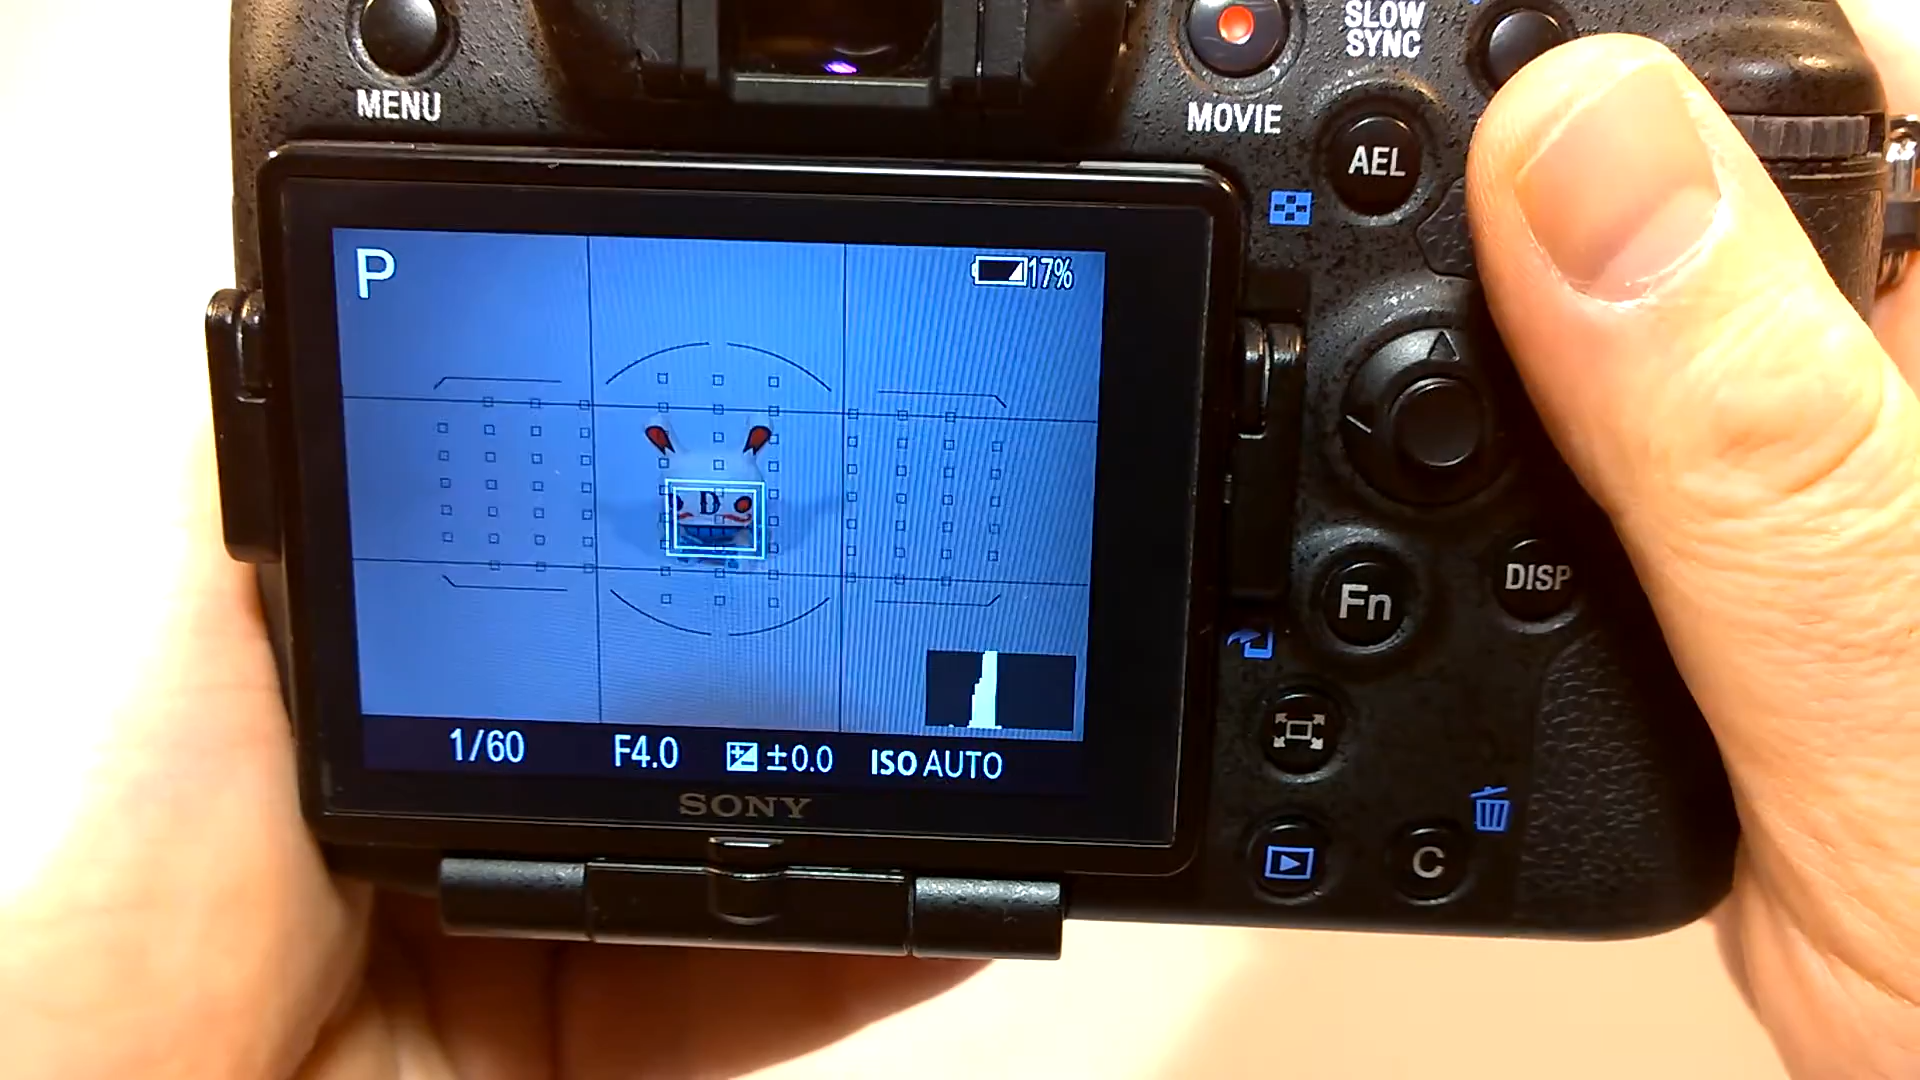 SLOW
SYNC
MENU
MOVIE
AEL
P
17%
D
DISP
Fn
1/60 F4.0 ±0.0 ISO AUTO
SONY
C